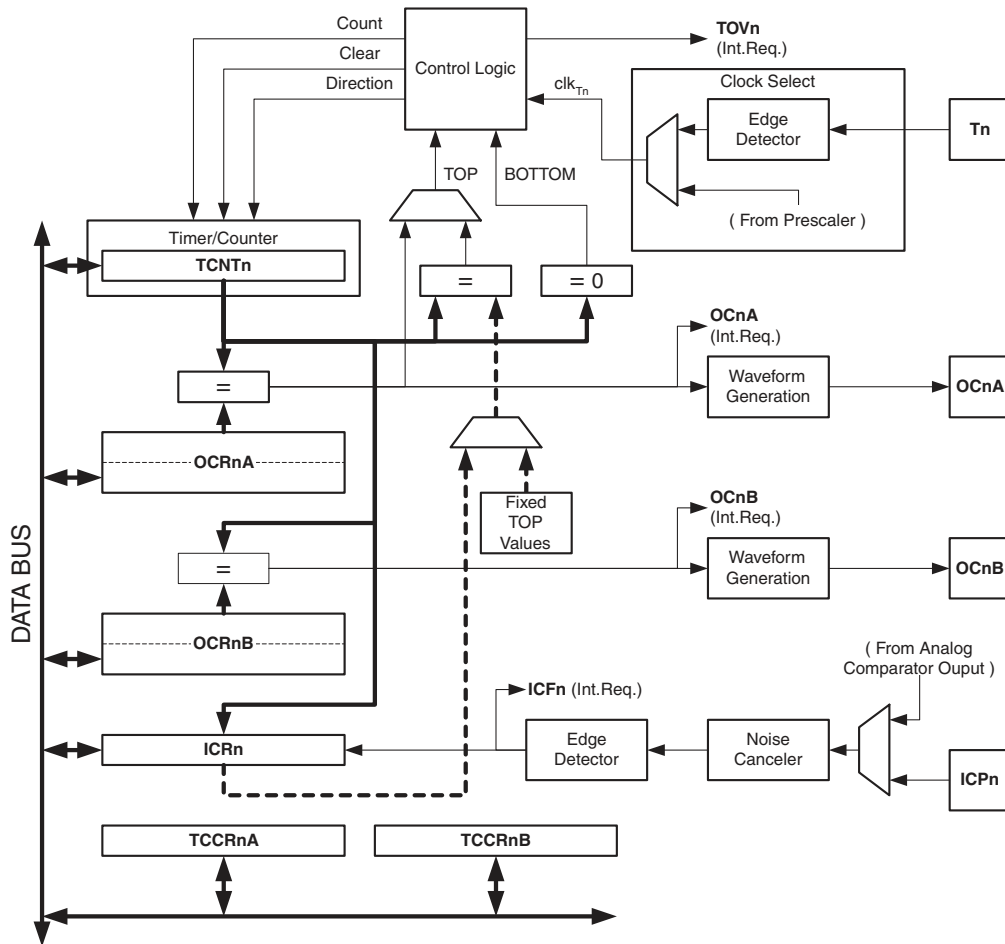 Count
Clear
Direction
Control Logic
TOVn
(Int.Req.)
clkTn
Clock Select
Edge
Detector
Tn
( From Prescaler )
TOP
BOTTOM
Timer/Counter
TCNTn
=
= 0
OCnA
(Int.Req.)
=
Waveform
Generation
OCnA
OCRnA
Fixed
TOP
Values
OCnB
(Int.Req.)
=
Waveform
Generation
OCnB
OCRnB
DATA BUS
( From Analog
Comparator Ouput )
ICFn (Int.Req.)
ICRn
Edge
Detector
Noise
Canceler
ICPn
TCCRnA
TCCRnB